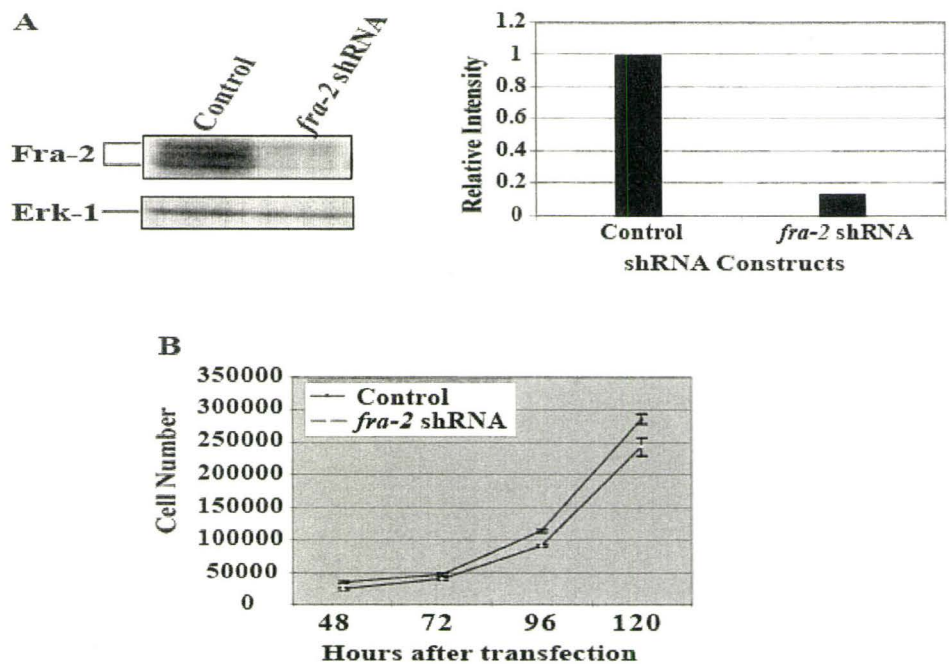 A
Control
fra-2 shRNA
Fra-2
Erk-1
Relative Intensity
1.2
1
0.8
0.6
0.4
0.2
0
Control
fra-2 shRNA
shRNA Constructs
B
Cell Number
350000
300000
250000
200000
150000
100000
50000
0
Control
fra-2 shRNA
48 72 96 120
Hours after transfection